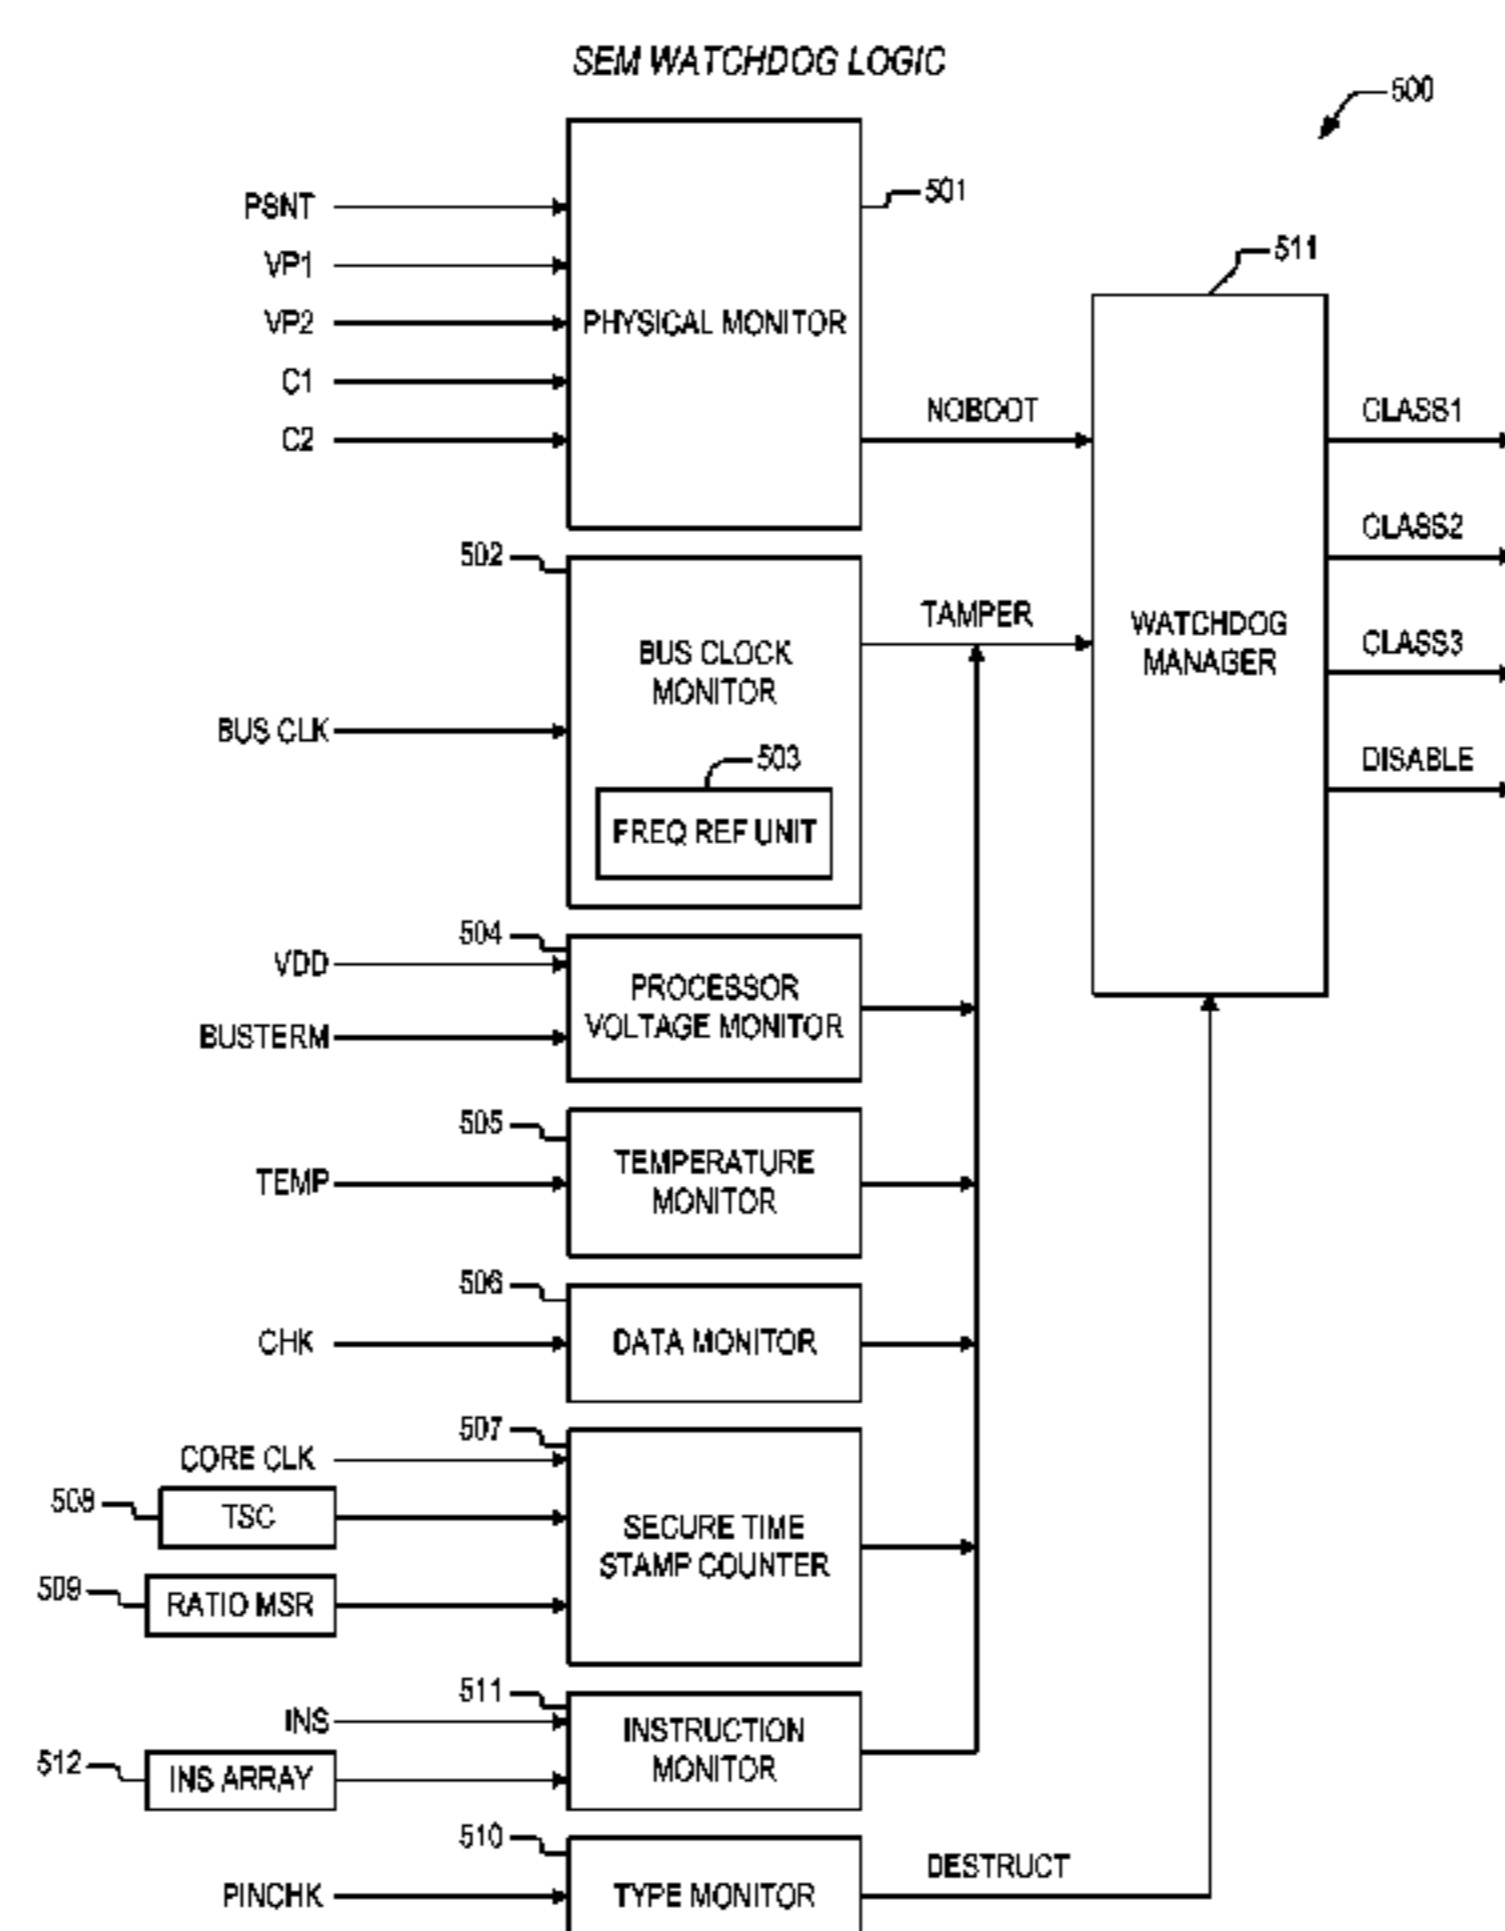 SEM WATCHDOG LOGIC
500
PSNT
501
VP1
511
VP2
PHYSICAL MONITOR
C1
NOBOOT
CLASS1
C2
502
CLASS2
TAMPER
WATCHDOG
MANAGER
CLASS3
BUS CLOCK
MONITOR
BUS CLK
503
DISABLE
FREQ REF UNIT
504
VDD
PROCESSOR
VOLTAGE MONITOR
BUSTERM
505
TEMPERATURE
MONITOR
TEMP
506
CHK
DATA MONITOR
507
CORE CLK
508
TSC
SECURE TIME
STAMP COUNTER
509
RATIO MSR
511
INS
INSTRUCTION
MONITOR
512
INS ARRAY
510
DESTRUCT
PINCHK
TYPE MONITOR